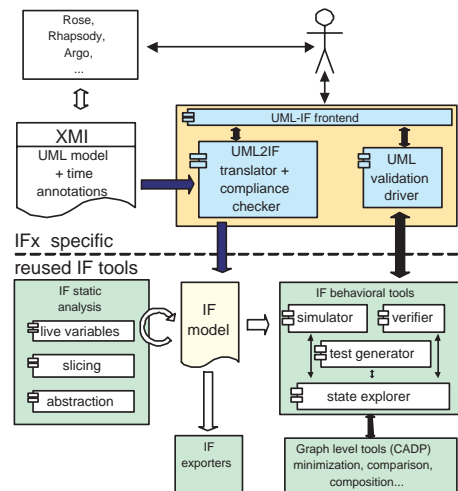 Rose,
Rhapsody,
Argo,
...
UML-IF frontend
XMI
UML model
+ time
annotations
UML2IF
translator +
compliance
checker
UML
validation
driver
IFx specific
reused IF tools
IF static
analysis
live variables
slicing
abstraction
IF
model
IF behavioral tools
simulator
verifier
test generator
state explorer
IF
exporters
Graph level tools (CADP)
minimization, comparison,
composition...